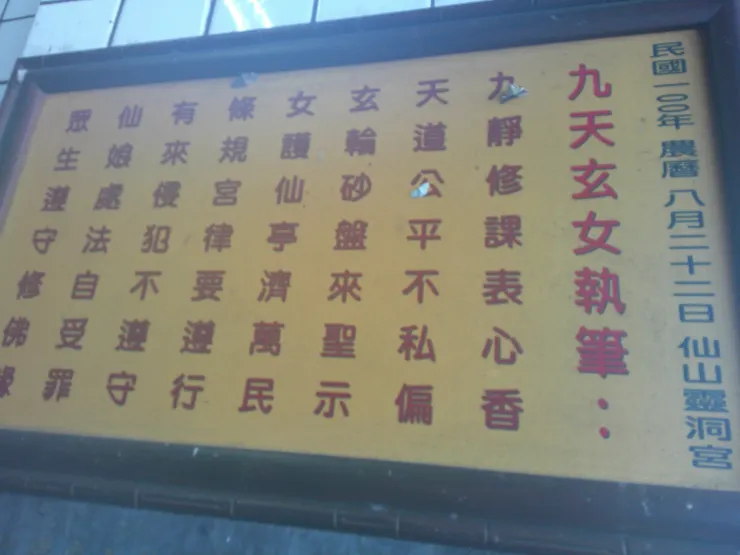 民國一００年 農曆 八月二十二日 仙山靈洞宮
九天玄女執筆：
九靜修課表心香
天道公平不私偏
玄輪砂盤來聖示
女護仙亭濟萬民
條規宮律要遵行
有來侵犯不遵守
仙娘處法自受罪
眾生遵守修佛緣